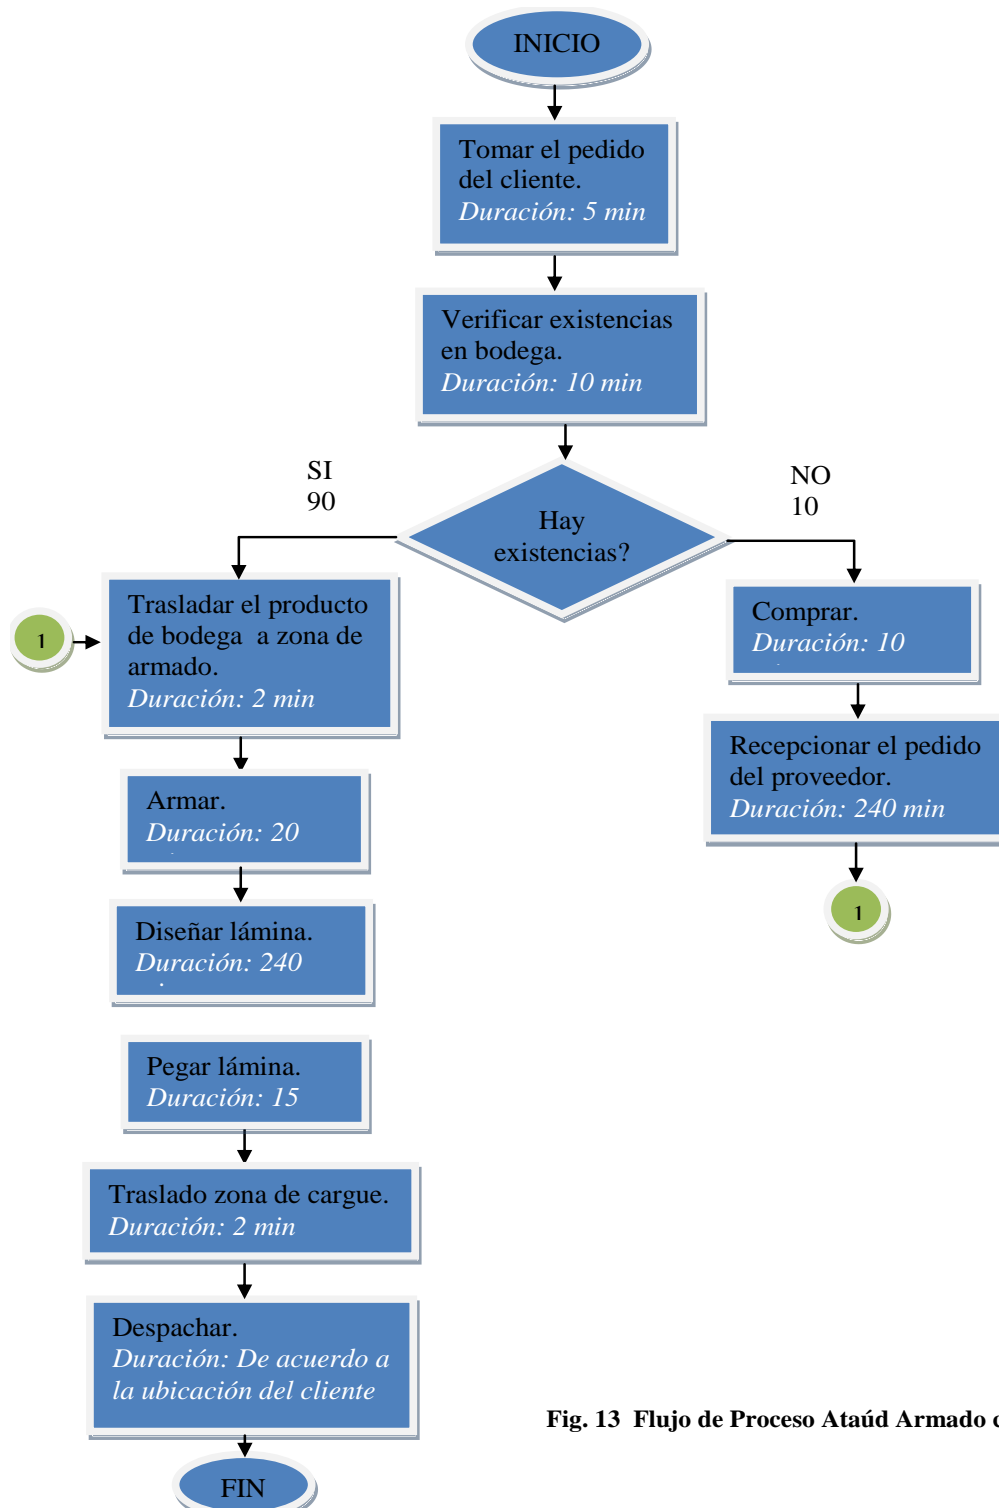 INICIO
Tomar el pedido
del cliente.
Duración: 5 min
Verificar existencias
en bodega.
Duración: 10 min
SI
90
NO
10
Hay
existencias?
Trasladar el producto
de bodega a zona de
armado.
Duración: 2 min
1
Comprar.
Duración: 10
Armar.
Duración: 20
Recepcionar el pedido
del proveedor.
Duración: 240 min
1
Diseñar lámina.
Duración: 240
Pegar lámina.
Duración: 15
Traslado zona de cargue.
Duración: 2 min
Despachar.
Duración: De acuerdo a
la ubicación del cliente
Fig. 13 Flujo de Proceso Ataúd Armado
FIN